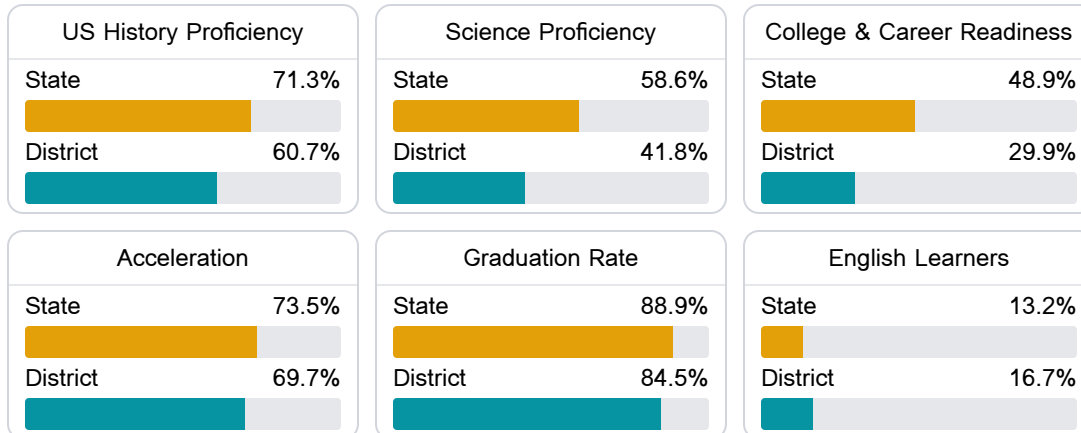 US History Proficiency
State 71.3%
District 60.7%
Science Proficiency
State 58.6%
District 41.8%
College & Career Readiness
State 48.9%
District 29.9%
Acceleration
State 73.5%
District 69.7%
Graduation Rate
State 88.9%
District 84.5%
English Learners
State 13.2%
District 16.7%